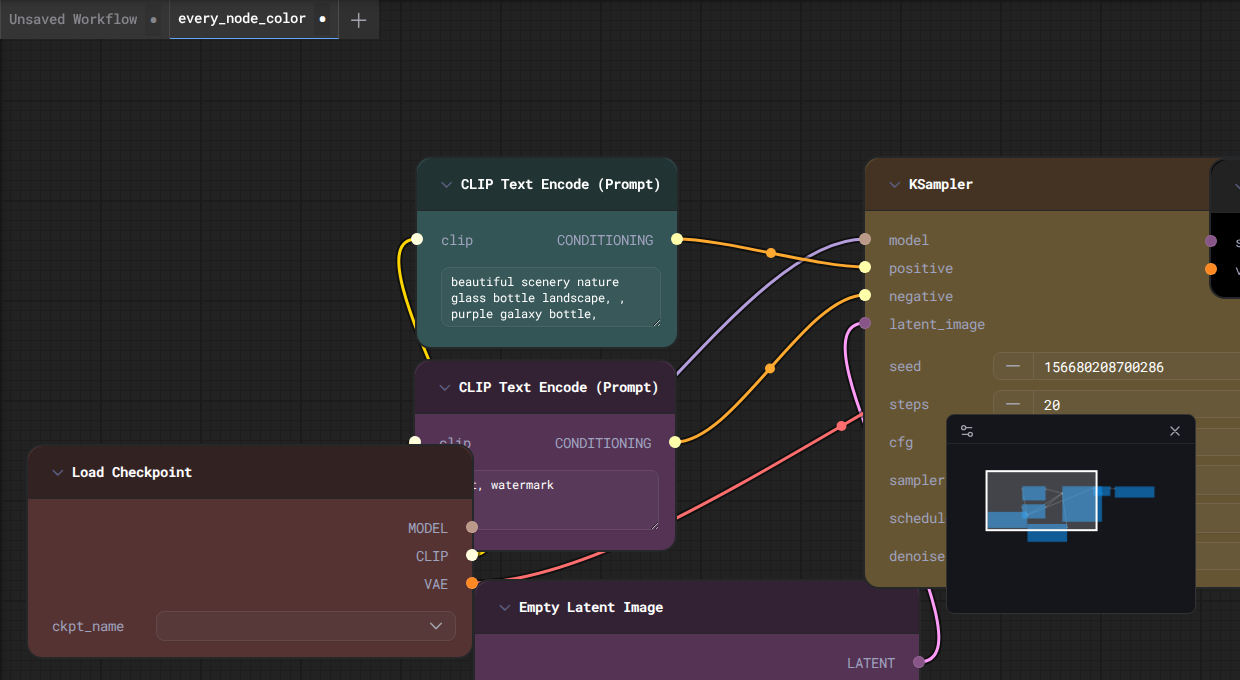 Unsaved Workflow
every_node_color
CLIP Text Encode (Prompt)
clip
CONDITIONING
beautiful scenery nature
glass bottle landscape, ,
purple galaxy bottle,
CLIP Text Encode (Prompt)
clip
CONDITIONING
, watermark
Load Checkpoint
MODEL
CLIP
VAE
ckpt_name
Empty Latent Image
LATENT
KSampler
model
positive
negative
latent_image
seed
156680208700286
steps
20
cfg
sampler
schedul
denoise